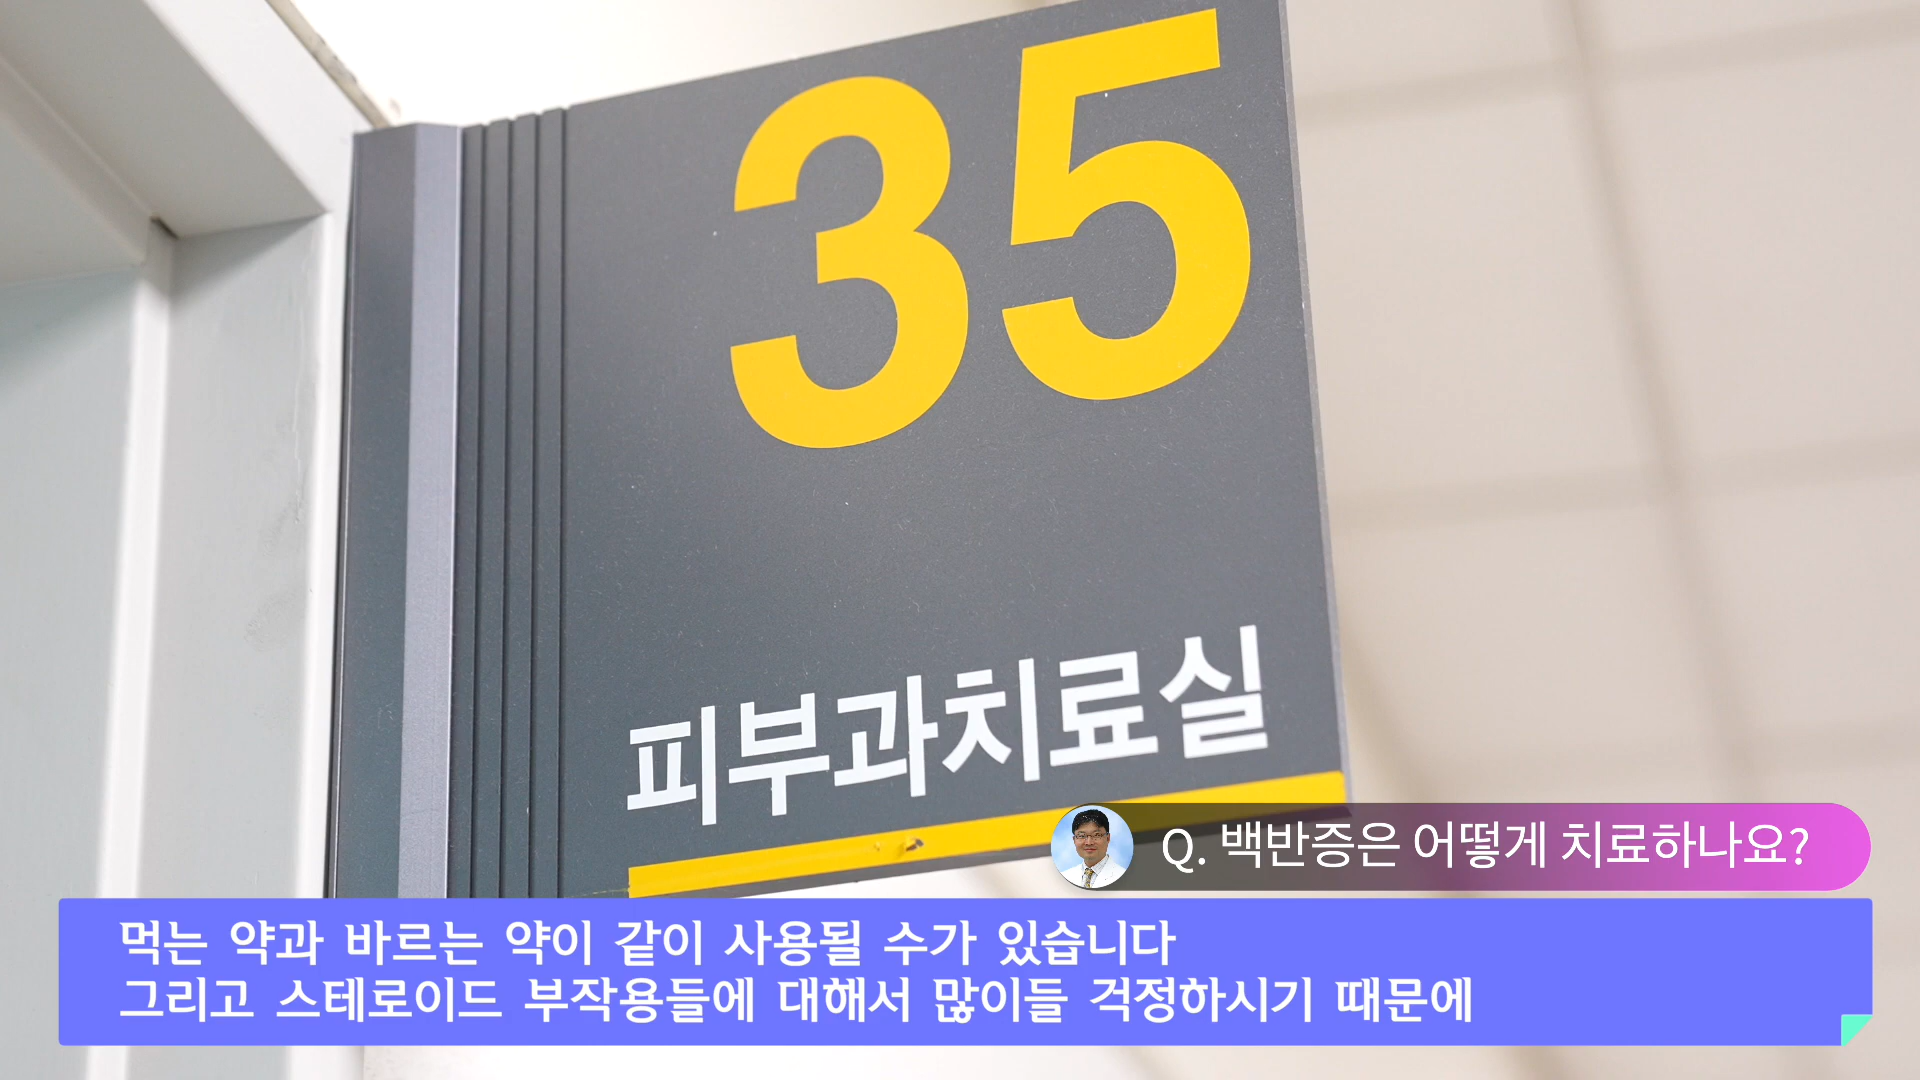 35
피부과치료실
Q. 백반증은 어떻게 치료하나요?
먹는 약과 바르는 약이 같이 사용될 수가 있습니다
그리고 스테로이드 부작용들에 대해서 많이들 걱정하시기 때문에